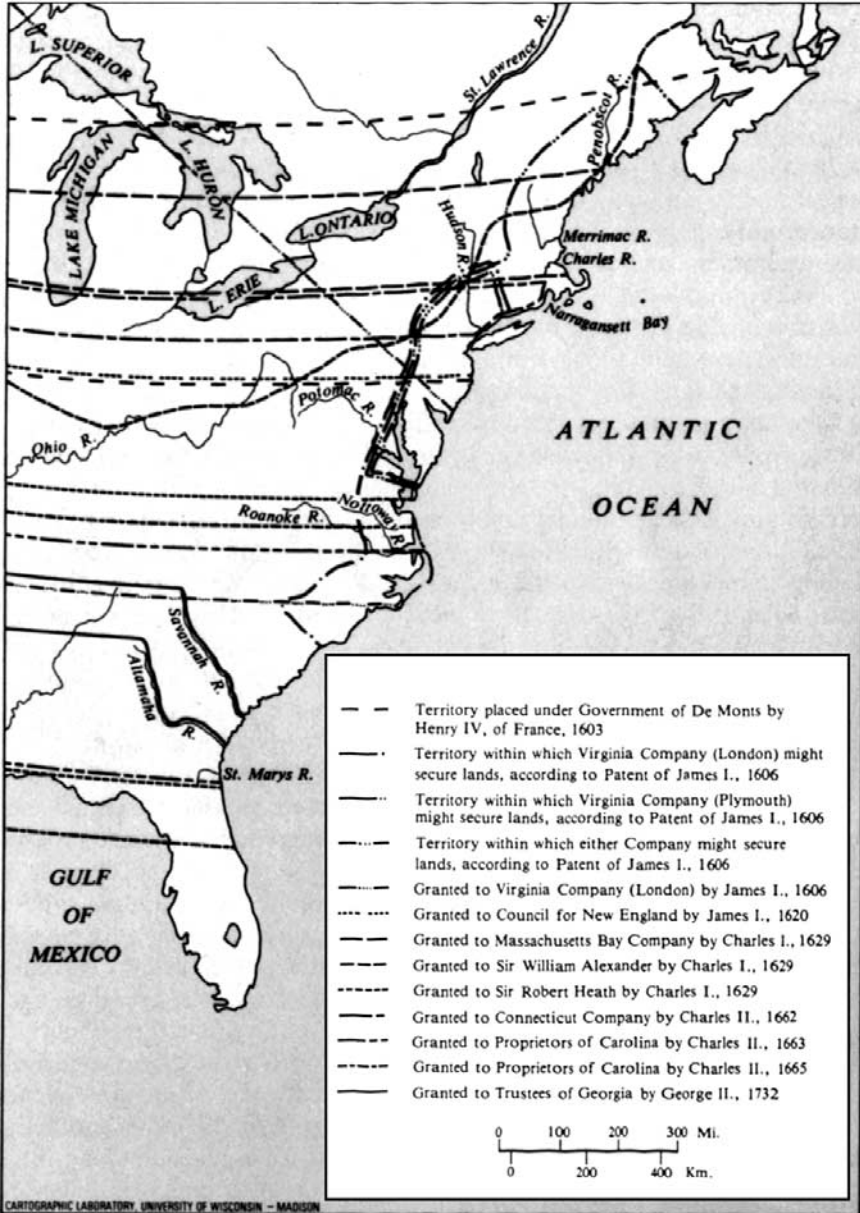 L. SUPERIOR
St. Lawrence R.
Penobscot R.
LAKE MICHIGAN
L. HURON
L. ONTARIO
Hudson R.
Merrimac R.
Charles R.
L. ERIE
Narragansett Bay
Potomac R.
Ohio R.
ATLANTIC
OCEAN
Roanoke R.
Nottoway R.
Savannah R.
Altamaha R.
St. Marys R.
GULF
OF
MEXICO
Territory placed under Government of De Monts by
Henry IV, of France, 1603
Territory within which Virginia Company (London) might
secure lands, according to Patent of James I., 1606
Territory within which Virginia Company (Plymouth)
might secure lands, according to Patent of James I., 1606
Territory within which either Company might secure
lands, according to Patent of James I., 1606
Granted to Virginia Company (London) by James I., 1606
Granted to Council for New England by James I., 1620
Granted to Massachusetts Bay Company by Charles I., 1629
Granted to Sir William Alexander by Charles I., 1629
Granted to Sir Robert Heath by Charles I., 1629
Granted to Connecticut Company by Charles II., 1662
Granted to Proprietors of Carolina by Charles II., 1663
Granted to Proprietors of Carolina by Charles II., 1665
Granted to Trustees of Georgia by George II., 1732
0 100 200 300 Mi.
0 200 400 Km.
CARTOGRAPHIC LABORATORY, UNIVERSITY OF WISCONSIN – MADISON